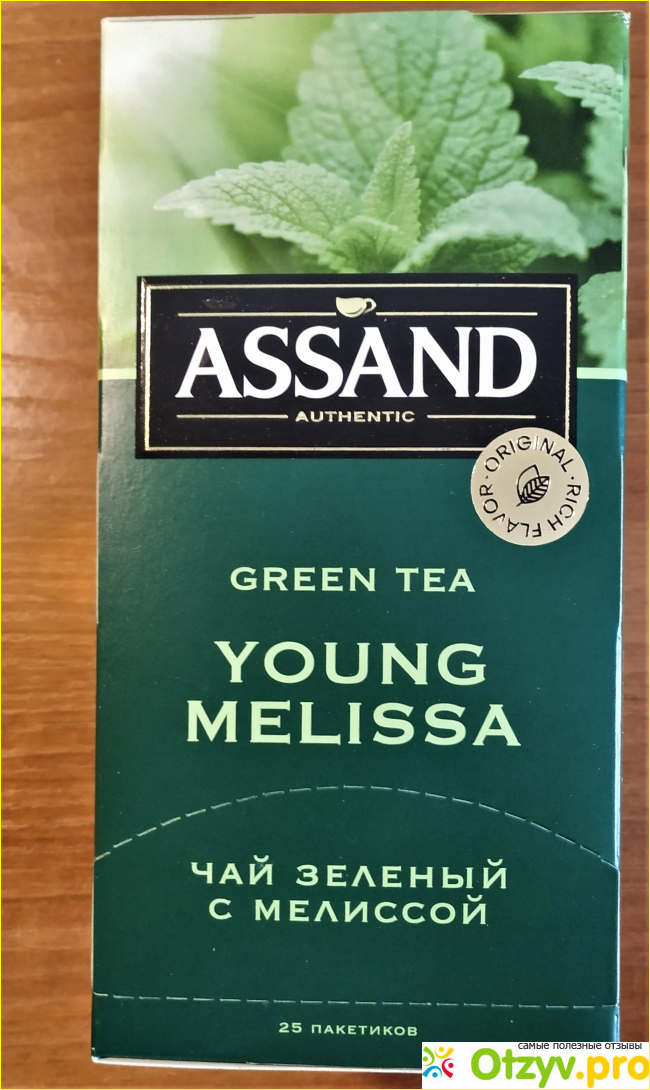 ASSAND
AUTHENTIC
ORIGINAL · RICH FLAVOR ·
GREEN TEA
YOUNG
MELISSA
ЧАЙ ЗЕЛЕНЫЙ
С МЕЛИССОЙ
25 ПАКЕТИКОВ
самые полезные отзывы
Otzyv.pro